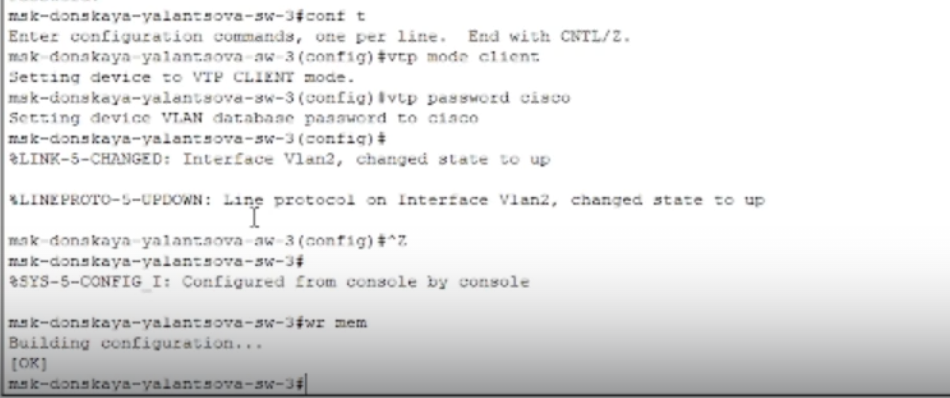 msk-donskaya-yalantsova-sw-3#conf t
Enter configuration commands, one per line. End with CNTL/Z.
msk-donskaya-yalantsova-sw-3(config)#vtp mode client
Setting device to VTP CLIENT mode.
msk-donskaya-yalantsova-sw-3(config)#vtp password cisco
Setting device VLAN database password to cisco
msk-donskaya-yalantsova-sw-3(config)#
%LINK-5-CHANGED: Interface Vlan2, changed state to up
%LINEPROTO-5-UPDOWN: Line protocol on Interface Vlan2, changed state to up
msk-donskaya-yalantsova-sw-3(config)#^Z
msk-donskaya-yalantsova-sw-3#
%SYS-5-CONFIG_I: Configured from console by console
msk-donskaya-yalantsova-sw-3#wr mem
Building configuration...
[OK]
msk-donskaya-yalantsova-sw-3#